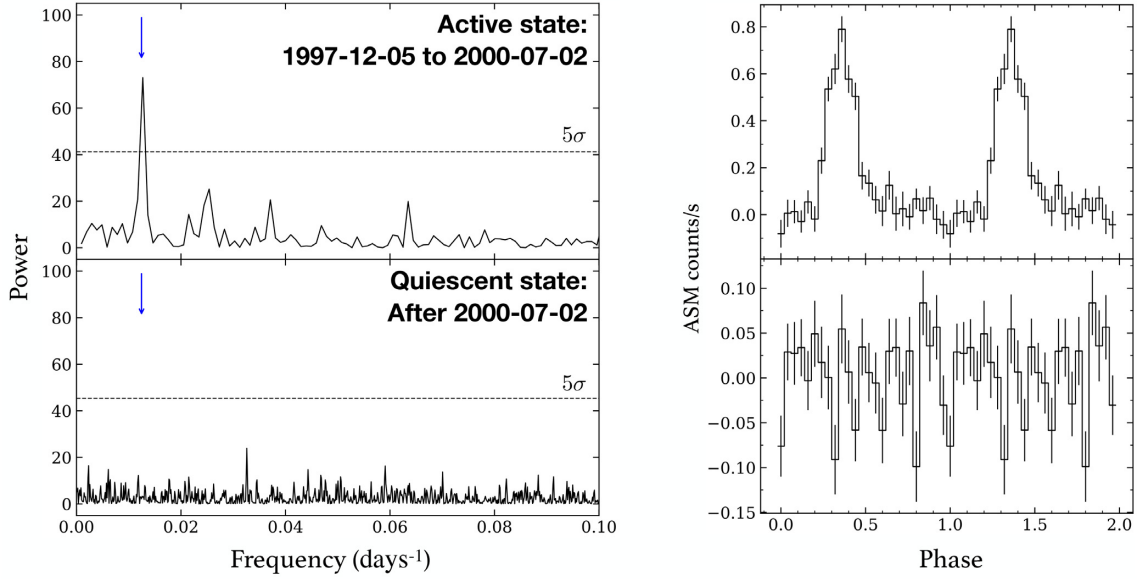 Active state:
1997-12-05 to 2000-07-02
5σ
100
80
60
40
20
0
Quiescent state:
After 2000-07-02
5σ
100
80
60
40
20
0
Power
0.00 0.02 0.04 0.06 0.08 0.10
Frequency (days-1)
0.8
0.6
0.4
0.2
0.0
0.10
0.05
0.00
−0.05
−0.10
−0.15
ASM counts/s
0.0 0.5 1.0 1.5 2.0
Phase